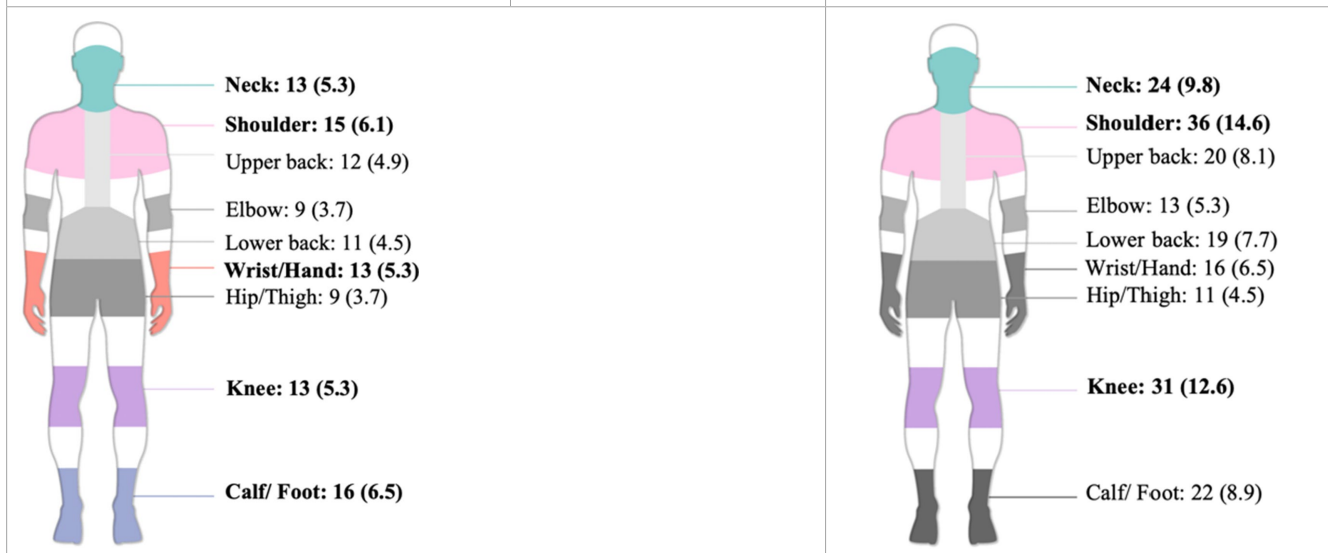 Neck: 13 (5.3)
Shoulder: 15 (6.1)
Upper back: 12 (4.9)
Elbow: 9 (3.7)
Lower back: 11 (4.5)
Wrist/Hand: 13 (5.3)
Hip/Thigh: 9 (3.7)
Knee: 13 (5.3)
Calf/ Foot: 16 (6.5)
Neck: 24 (9.8)
Shoulder: 36 (14.6)
Upper back: 20 (8.1)
Elbow: 13 (5.3)
Lower back: 19 (7.7)
Wrist/Hand: 16 (6.5)
Hip/Thigh: 11 (4.5)
Knee: 31 (12.6)
Calf/ Foot: 22 (8.9)